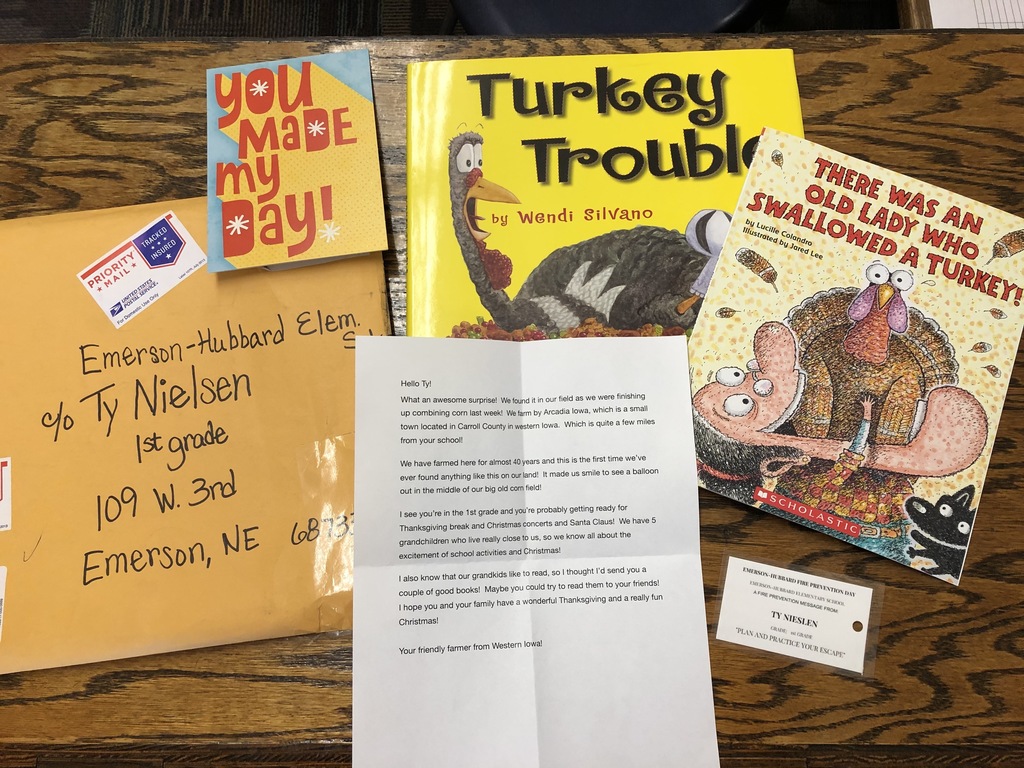 YOU
MADE
my
DAY!
Turkey
Trouble
by Wendi Silvano
THERE WAS AN
OLD LADY WHO
SWALLOWED A TURKEY!
by Lucille Colandro
Illustrated by Jared Lee
SCHOLASTIC
PRIORITY
MAIL
TRACKED
INSURED
UNITED STATES
POSTAL SERVICE
For Domestic Use Only
Emerson-Hubbard Elem.
c/o Ty Nielsen
1st grade
109 W. 3rd
Emerson, NE 68733
Hello Ty!
What an awesome surprise! We found it in our field as we were finishing
up combining corn last week! We farm by Arcadia Iowa, which is a small
town located in Carroll County in western Iowa. Which is quite a few miles
from your school!
We have farmed here for almost 40 years and this is the first time we've
ever found anything like this on our land! It made us smile to see a balloon
out in the middle of our big old corn field!
I see you're in the 1st grade and you're probably getting ready for
Thanksgiving break and Christmas concerts and Santa Claus! We have 5
grandchildren who live really close to us, so we know all about the
excitement of school activities and Christmas!
I also know that our grandkids like to read, so I thought I'd send you a
couple of good books! Maybe you could try to read them to your friends!
I hope you and your family have a wonderful Thanksgiving and a really fun
Christmas!
Your friendly farmer from Western Iowa!
EMERSON-HUBBARD FIRE PREVENTION DAY
EMERSON-HUBBARD ELEMENTARY SCHOOL
A FIRE PREVENTION MESSAGE FROM:
TY NIESLEN
GRADE: 1st GRADE
"PLAN AND PRACTICE YOUR ESCAPE"